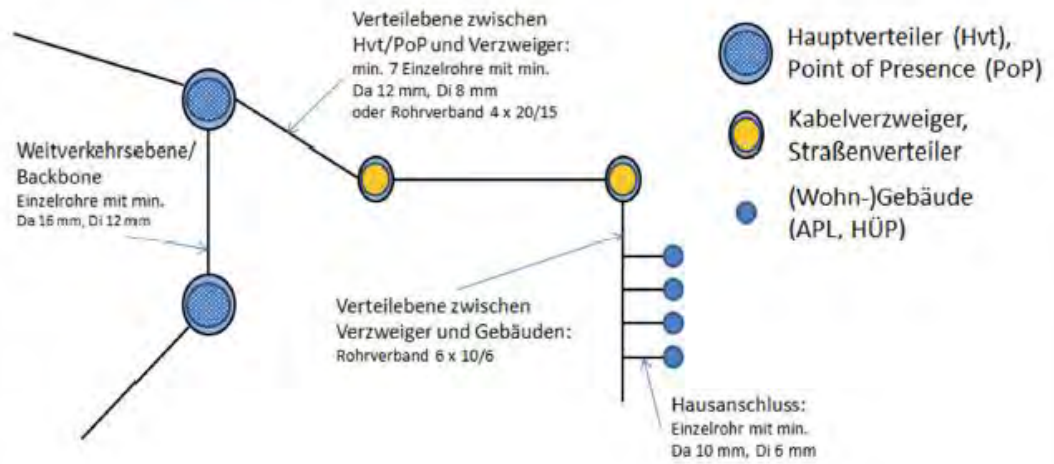 Verteilebene zwischen
Hvt/PoP und Verzweiger:
min. 7 Einzelrohre mit min.
Da 12 mm, Di 8 mm
oder Rohrverband 4 x 20/15
Hauptverteiler (Hvt),
Point of Presence (PoP)
Kabelverzweiger,
Straßenverteiler
(Wohn-)Gebäude
(APL, HÜP)
Weitverkehrsebene/
Backbone
Einzelrohre mit min.
Da 16 mm, Di 12 mm
Verteilebene zwischen
Verzweiger und Gebäuden:
Rohrverband 6 x 10/6
Hausanschluss:
Einzelrohr mit min.
Da 10 mm, Di 6 mm